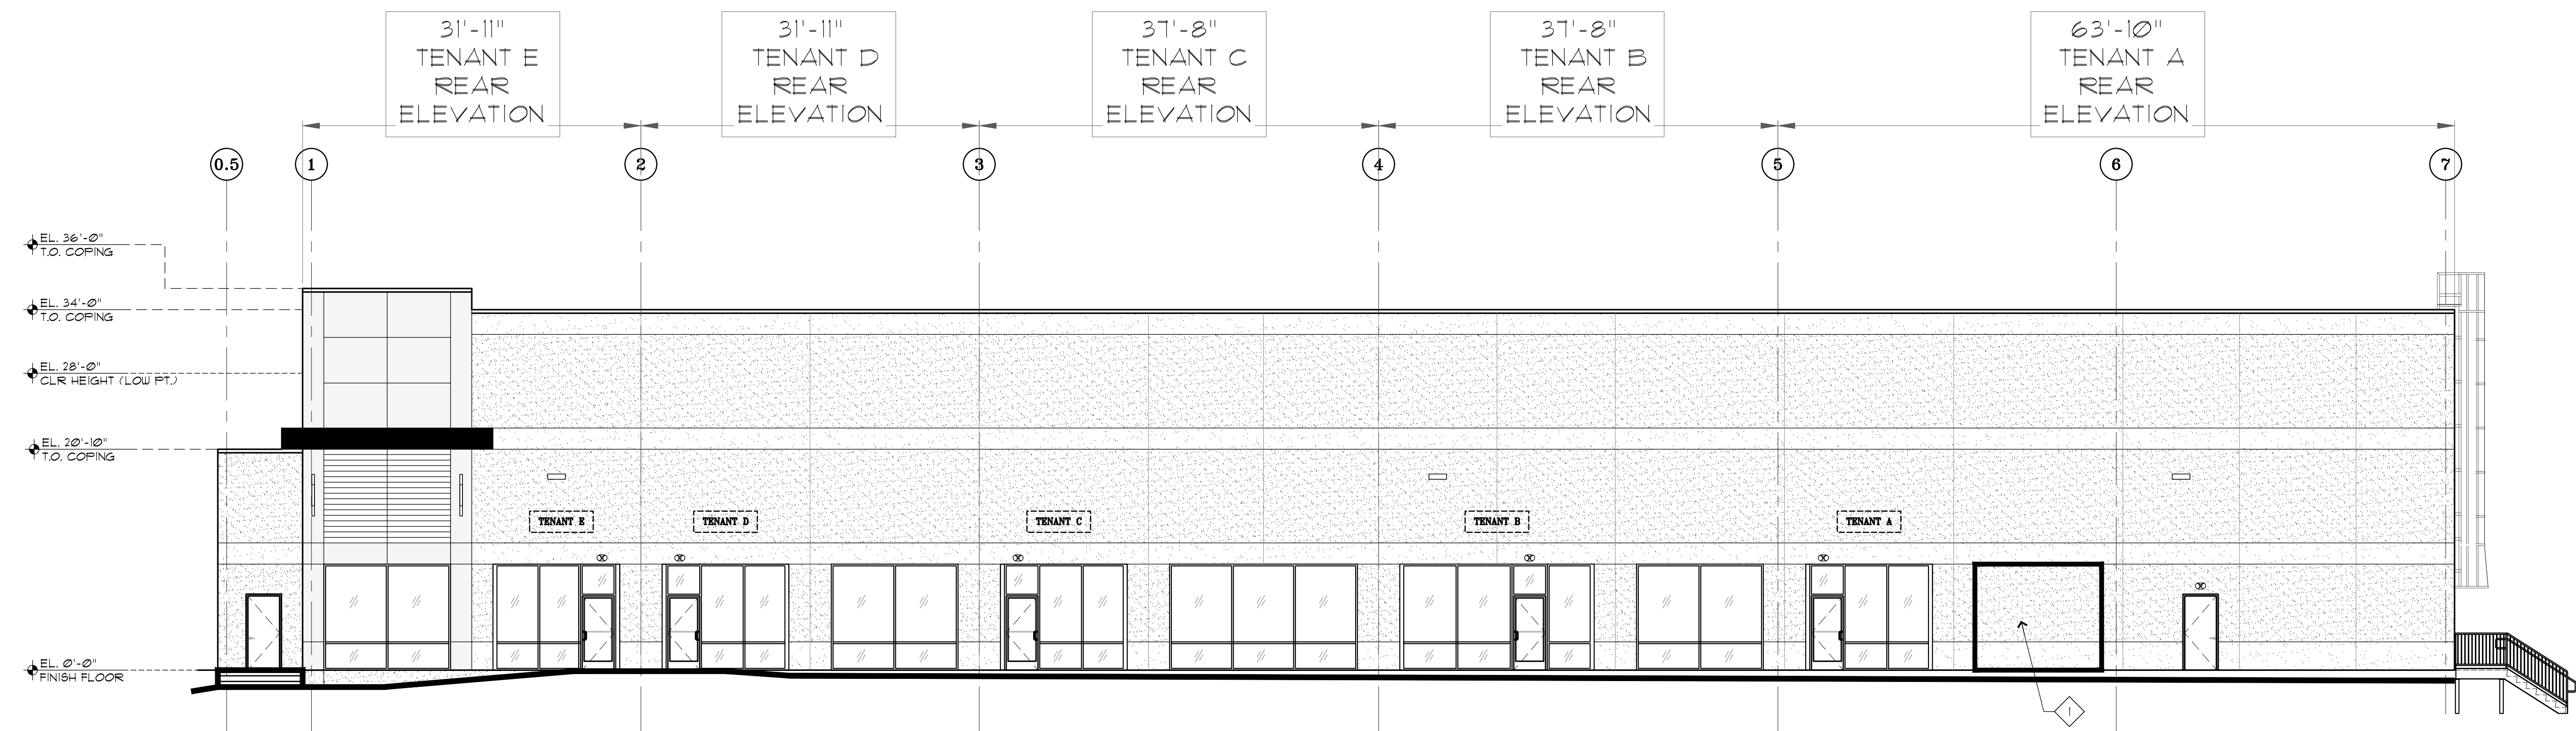 31'-11"
TENANT E
REAR
ELEVATION
31'-11"
TENANT D
REAR
ELEVATION
37'-8"
TENANT C
REAR
ELEVATION
37'-8"
TENANT B
REAR
ELEVATION
63'-10"
TENANT A
REAR
ELEVATION
0.5
1
2
3
4
5
6
7
EL. 36'-0"
T.O. COPING
EL. 34'-0"
T.O. COPING
EL. 28'-0"
CLR HEIGHT (LOW PT.)
EL. 20'-10"
T.O. COPING
TENANT E
TENANT D
TENANT C
TENANT B
TENANT A
EL. 0'-0"
FINISH FLOOR
1